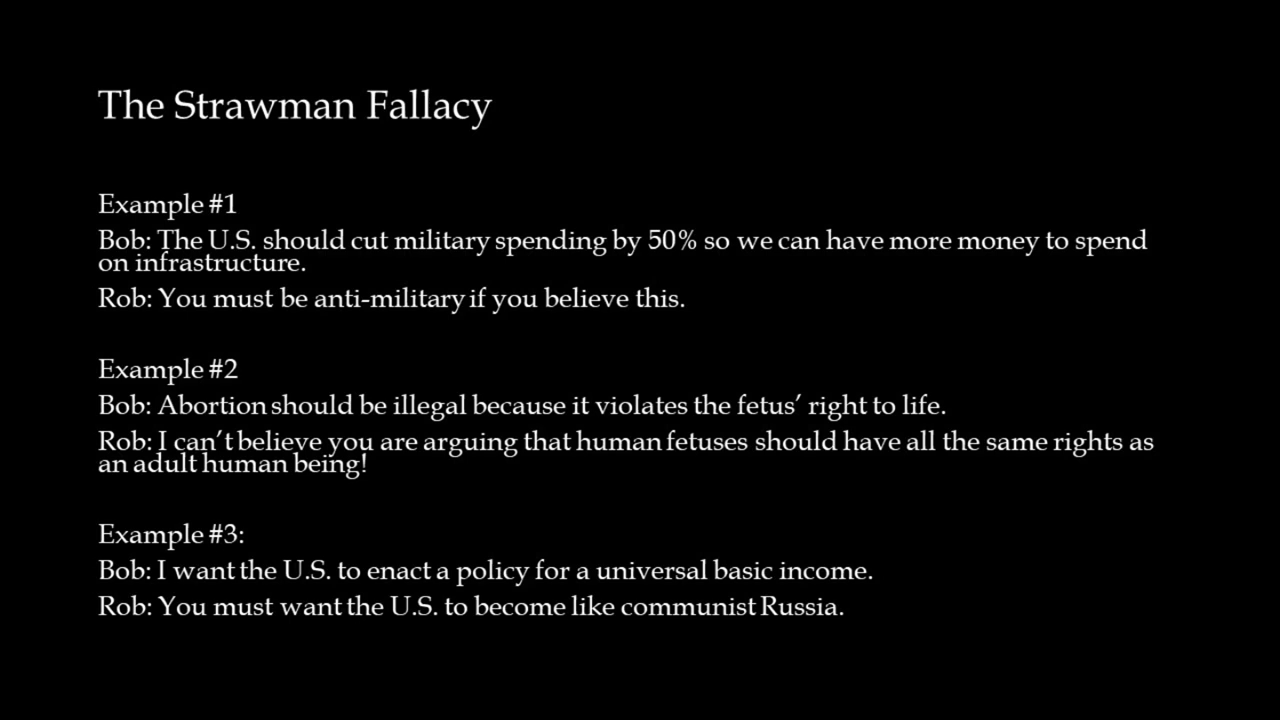 The Strawman Fallacy
Example #1
Bob: The U.S. should cut military spending by 50% so we can have more money to spend
on infrastructure.
Rob: You must be anti-military if you believe this.
Example #2
Bob: Abortion should be illegal because it violates the fetus’ right to life.
Rob: I can’t believe you are arguing that human fetuses should have all the same rights as
an adult human being!
Example #3:
Bob: I want the U.S. to enact a policy for a universal basic income.
Rob: You must want the U.S. to become like communist Russia.